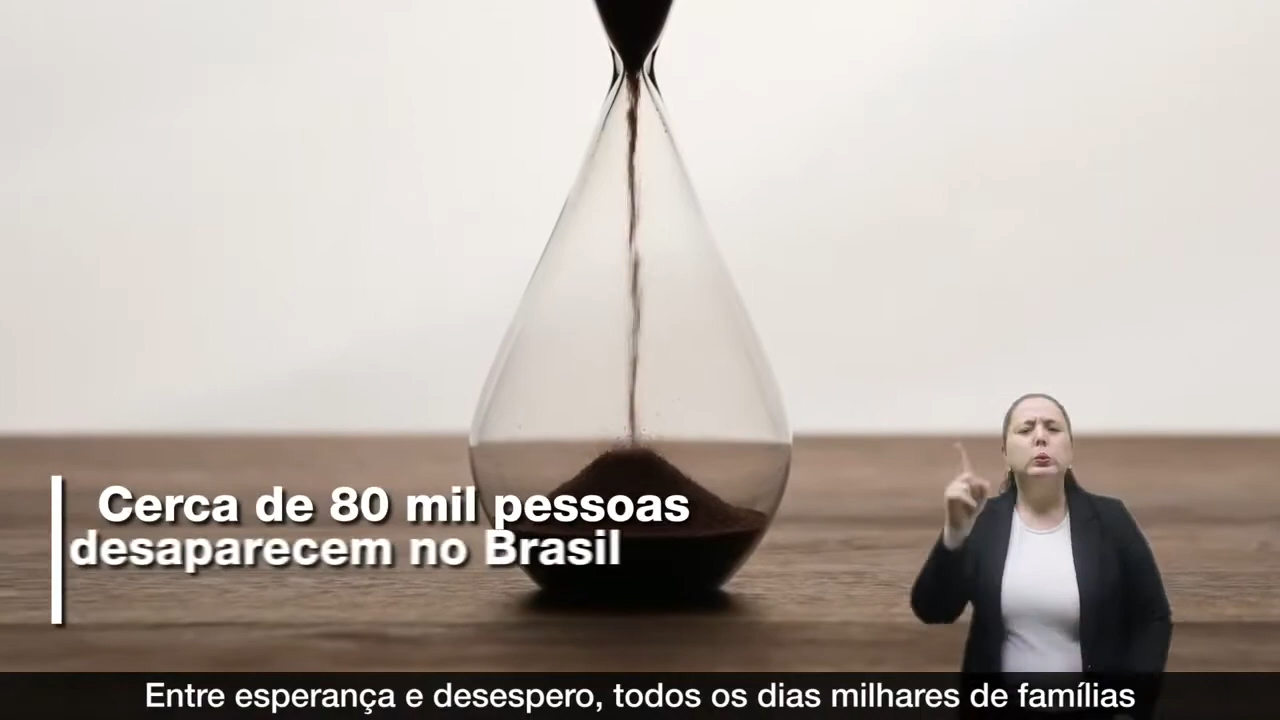 Cerca de 80 mil pessoas
desaparecem no Brasil
Entre esperança e desespero, todos os dias milhares de famílias